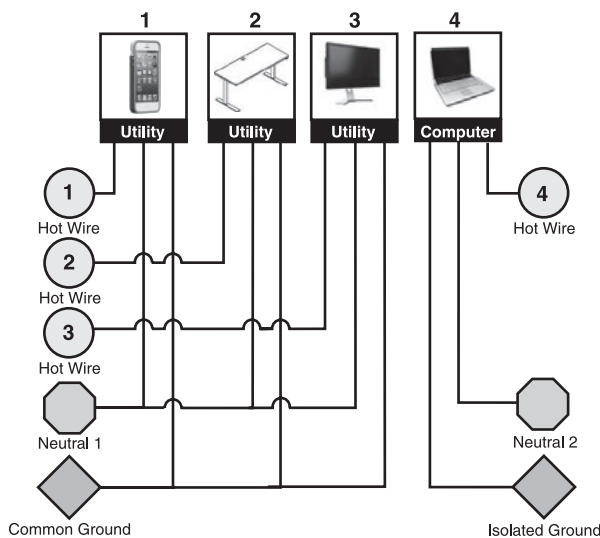 1 2 3 4
Utility Utility Utility Computer
1 4
Hot Wire Hot Wire
2
Hot Wire
3
Hot Wire
Neutral 1 Neutral 2
Common Ground Isolated Ground